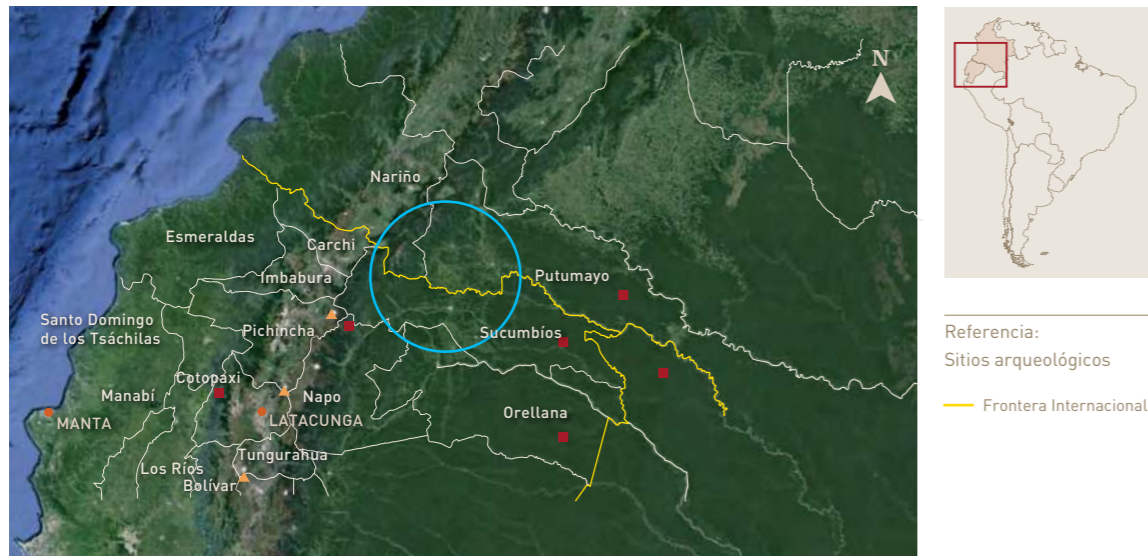 N
Nariño
Esmeraldas
Carchi
Imbabura
Putumayo
Santo Domingo
de los Tsáchilas
Pichincha
Sucumbíos
Cotopaxi
Manabí
Napo
MANTA
LATACUNGA
Orellana
Tungurahua
Los Ríos
Bolívar
Referencia:
Sitios arqueológicos
Frontera Internacional